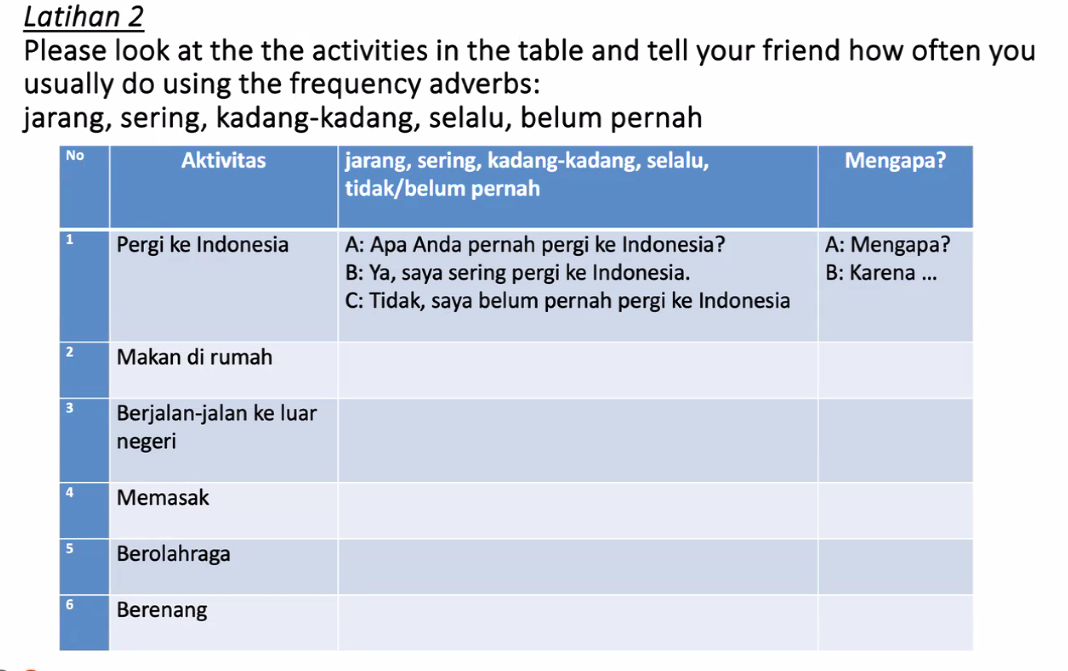 Latihan 2
Please look at the the activities in the table and tell your friend how often you
usually do using the frequency adverbs:
jarang, sering, kadang-kadang, selalu, belum pernah
No
Aktivitas
jarang, sering, kadang-kadang, selalu,
tidak/belum pernah
Mengapa?
1
Pergi ke Indonesia
A: Apa Anda pernah pergi ke Indonesia?
B: Ya, saya sering pergi ke Indonesia.
C: Tidak, saya belum pernah pergi ke Indonesia
A: Mengapa?
B: Karena ...
2
Makan di rumah
3
Berjalan-jalan ke luar
negeri
4
Memasak
5
Berolahraga
6
Berenang